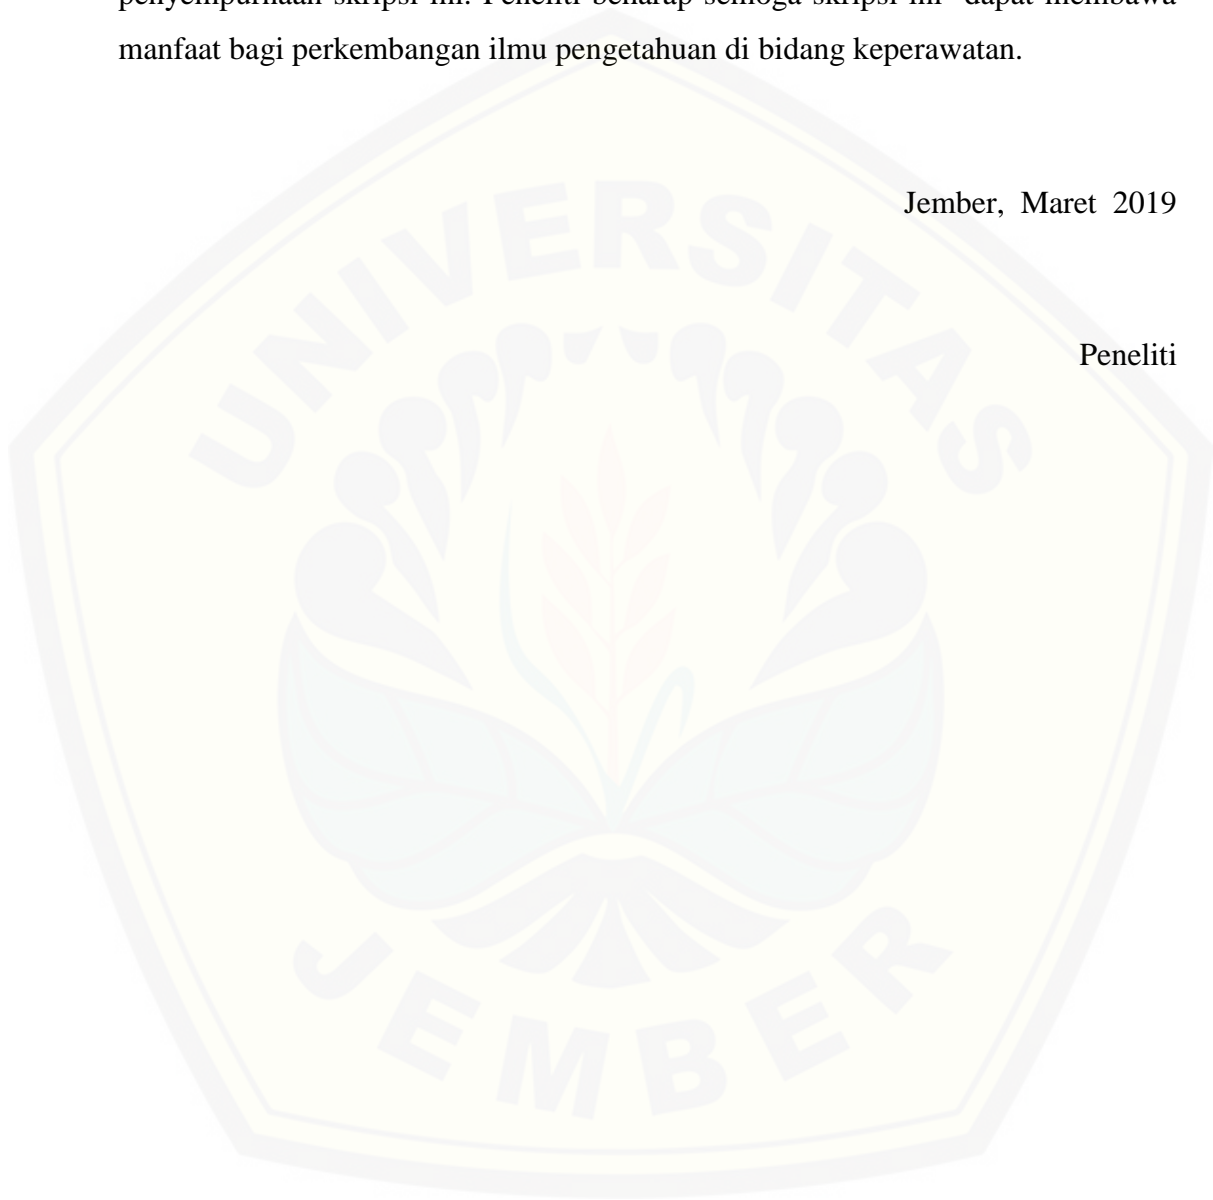 penyempurnaan skripsi ini. Peneliti berharap semoga skripsi ini dapat membawa
manfaat bagi perkembangan ilmu pengetahuan di bidang keperawatan.
Jember, Maret 2019
Peneliti
UNIVERSITAS
JEMBER